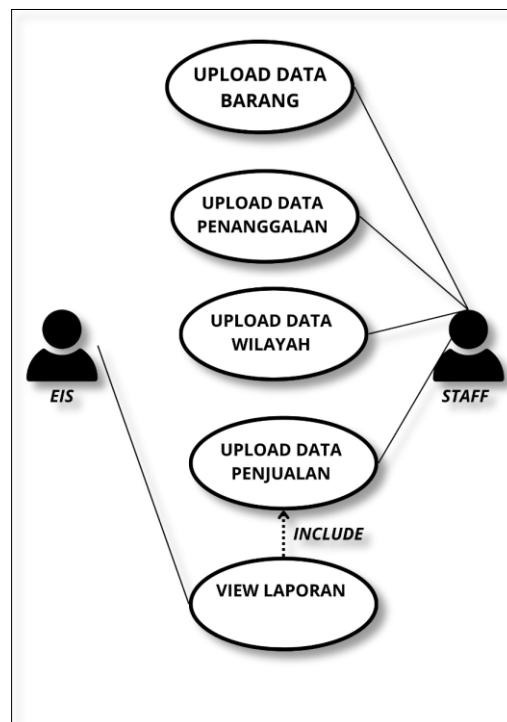 UPLOAD DATA
BARANG
UPLOAD DATA
PENANGGALAN
UPLOAD DATA
WILAYAH
EIS
STAFF
UPLOAD DATA
PENJUALAN
INCLUDE
VIEW LAPORAN